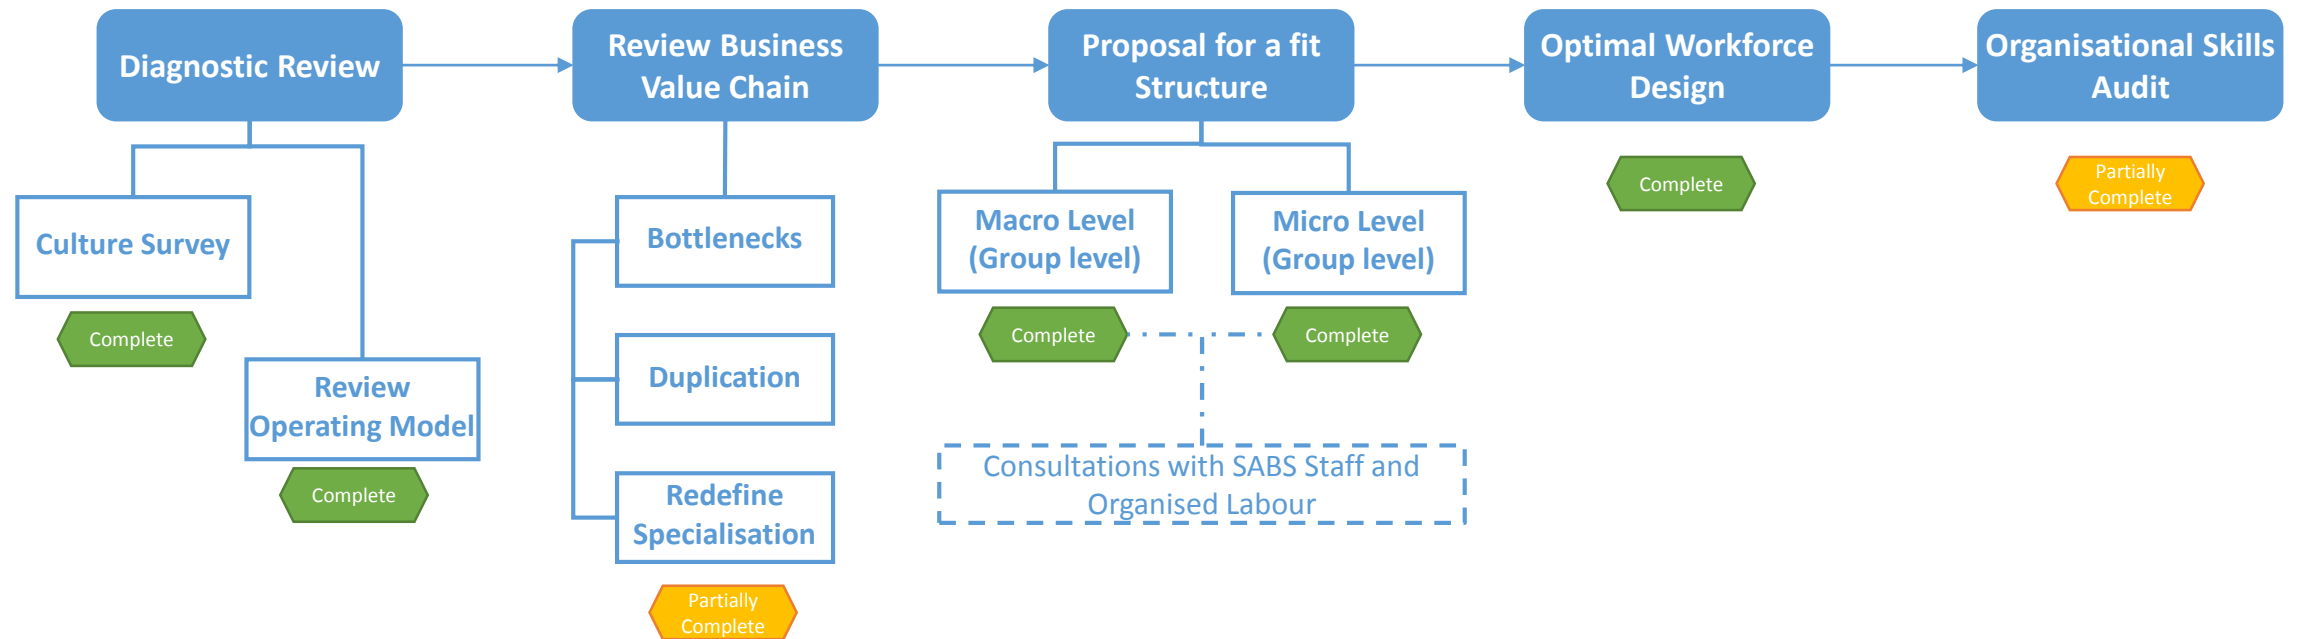 Diagnostic Review
Review Business
Value Chain
Proposal for a fit
Structure
Optimal Workforce
Design
Organisational Skills
Audit
Culture Survey
Complete
Review
Operating Model
Complete
Bottlenecks
Duplication
Redefine
Specialisation
Partially
Complete
Macro Level
(Group level)
Complete
Micro Level
(Group level)
Complete
Consultations with SABS Staff and
Organised Labour
Complete
Partially
Complete